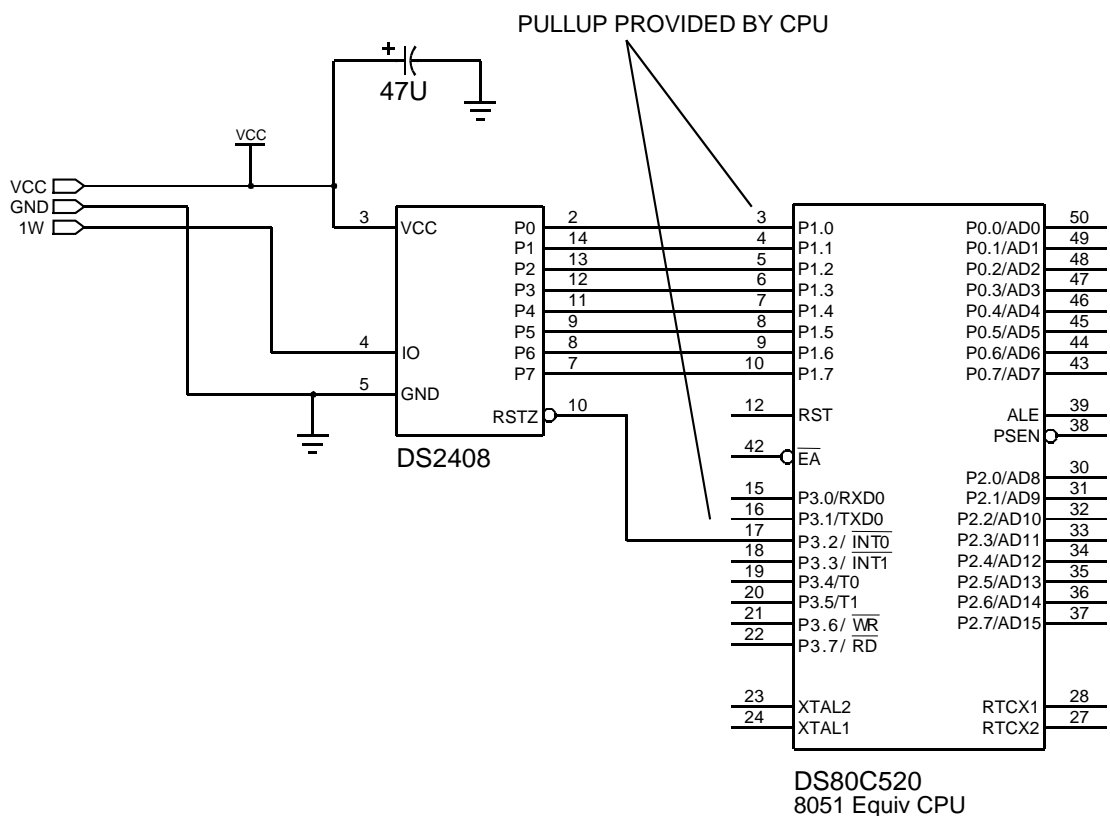 PULLUP PROVIDED BY CPU
+
47U
VCC
VCC
GND
1W
3 VCC
4 IO
5 GND
P0 2
P1 14
P2 13
P3 12
P4 11
P5 9
P6 8
P7 7
RSTZ 10
DS2408
3 P1.0
4 P1.1
5 P1.2
6 P1.3
7 P1.4
8 P1.5
9 P1.6
10 P1.7
12 RST
42 EA
15 P3.0/RXD0
16 P3.1/TXD0
17 P3.2/ INT0
18 P3.3/ INT1
19 P3.4/T0
20 P3.5/T1
21 P3.6/ WR
22 P3.7/ RD
23 XTAL2
24 XTAL1
P0.0/AD0 50
P0.1/AD1 49
P0.2/AD2 48
P0.3/AD3 47
P0.4/AD4 46
P0.5/AD5 45
P0.6/AD6 44
P0.7/AD7 43
ALE 39
PSEN 38
P2.0/AD8 30
P2.1/AD9 31
P2.2/AD10 32
P2.3/AD11 33
P2.4/AD12 34
P2.5/AD13 35
P2.6/AD14 36
P2.7/AD15 37
RTCX1 28
RTCX2 27
DS80C520
8051 Equiv CPU